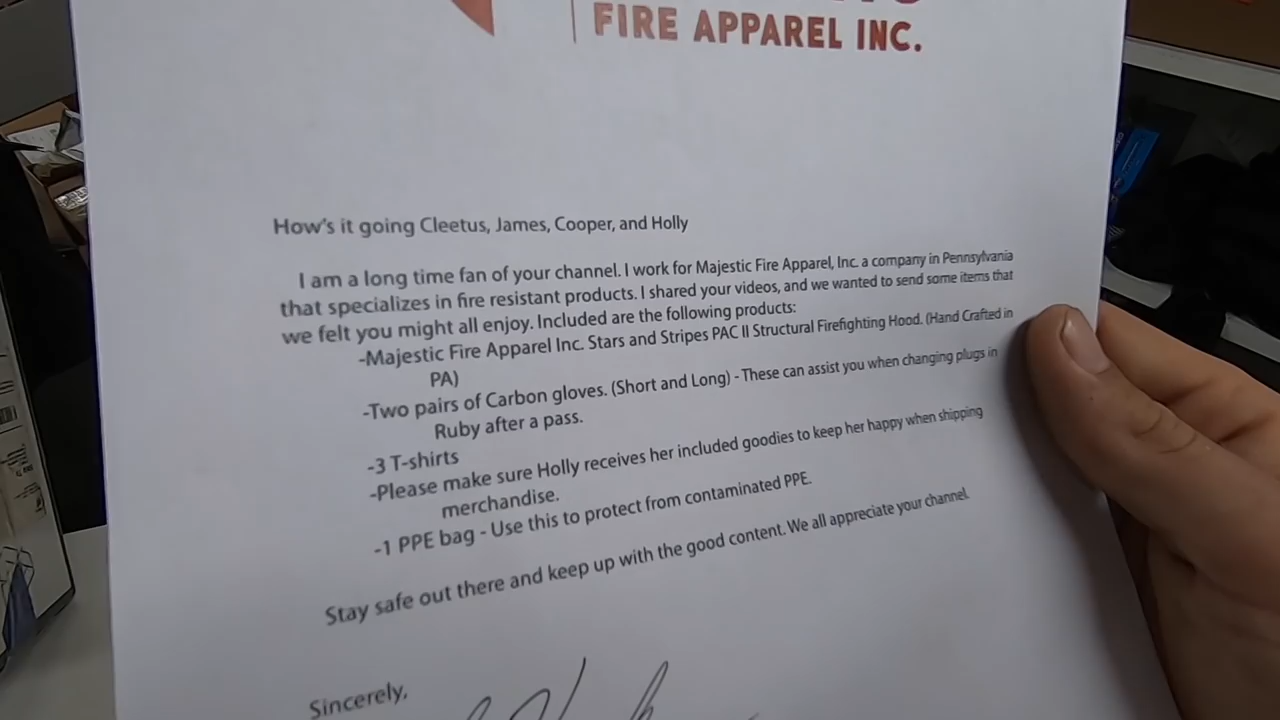 FIRE APPAREL INC.
How's it going Cleetus, James, Cooper, and Holly
I am a long time fan of your channel. I work for Majestic Fire Apparel, Inc. a company in Pennsylvania
that specializes in fire resistant products. I shared your videos, and we wanted to send some items that
we felt you might all enjoy. Included are the following products:
-Majestic Fire Apparel Inc. Stars and Stripes PAC II Structural Firefighting Hood. (Hand Crafted in
PA)
-Two pairs of Carbon gloves. (Short and Long) - These can assist you when changing plugs in
Ruby after a pass.
-3 T-shirts
-Please make sure Holly receives her included goodies to keep her happy when shipping
merchandise.
-1 PPE bag - Use this to protect from contaminated PPE.
Stay safe out there and keep up with the good content. We all appreciate your channel.
Sincerely,